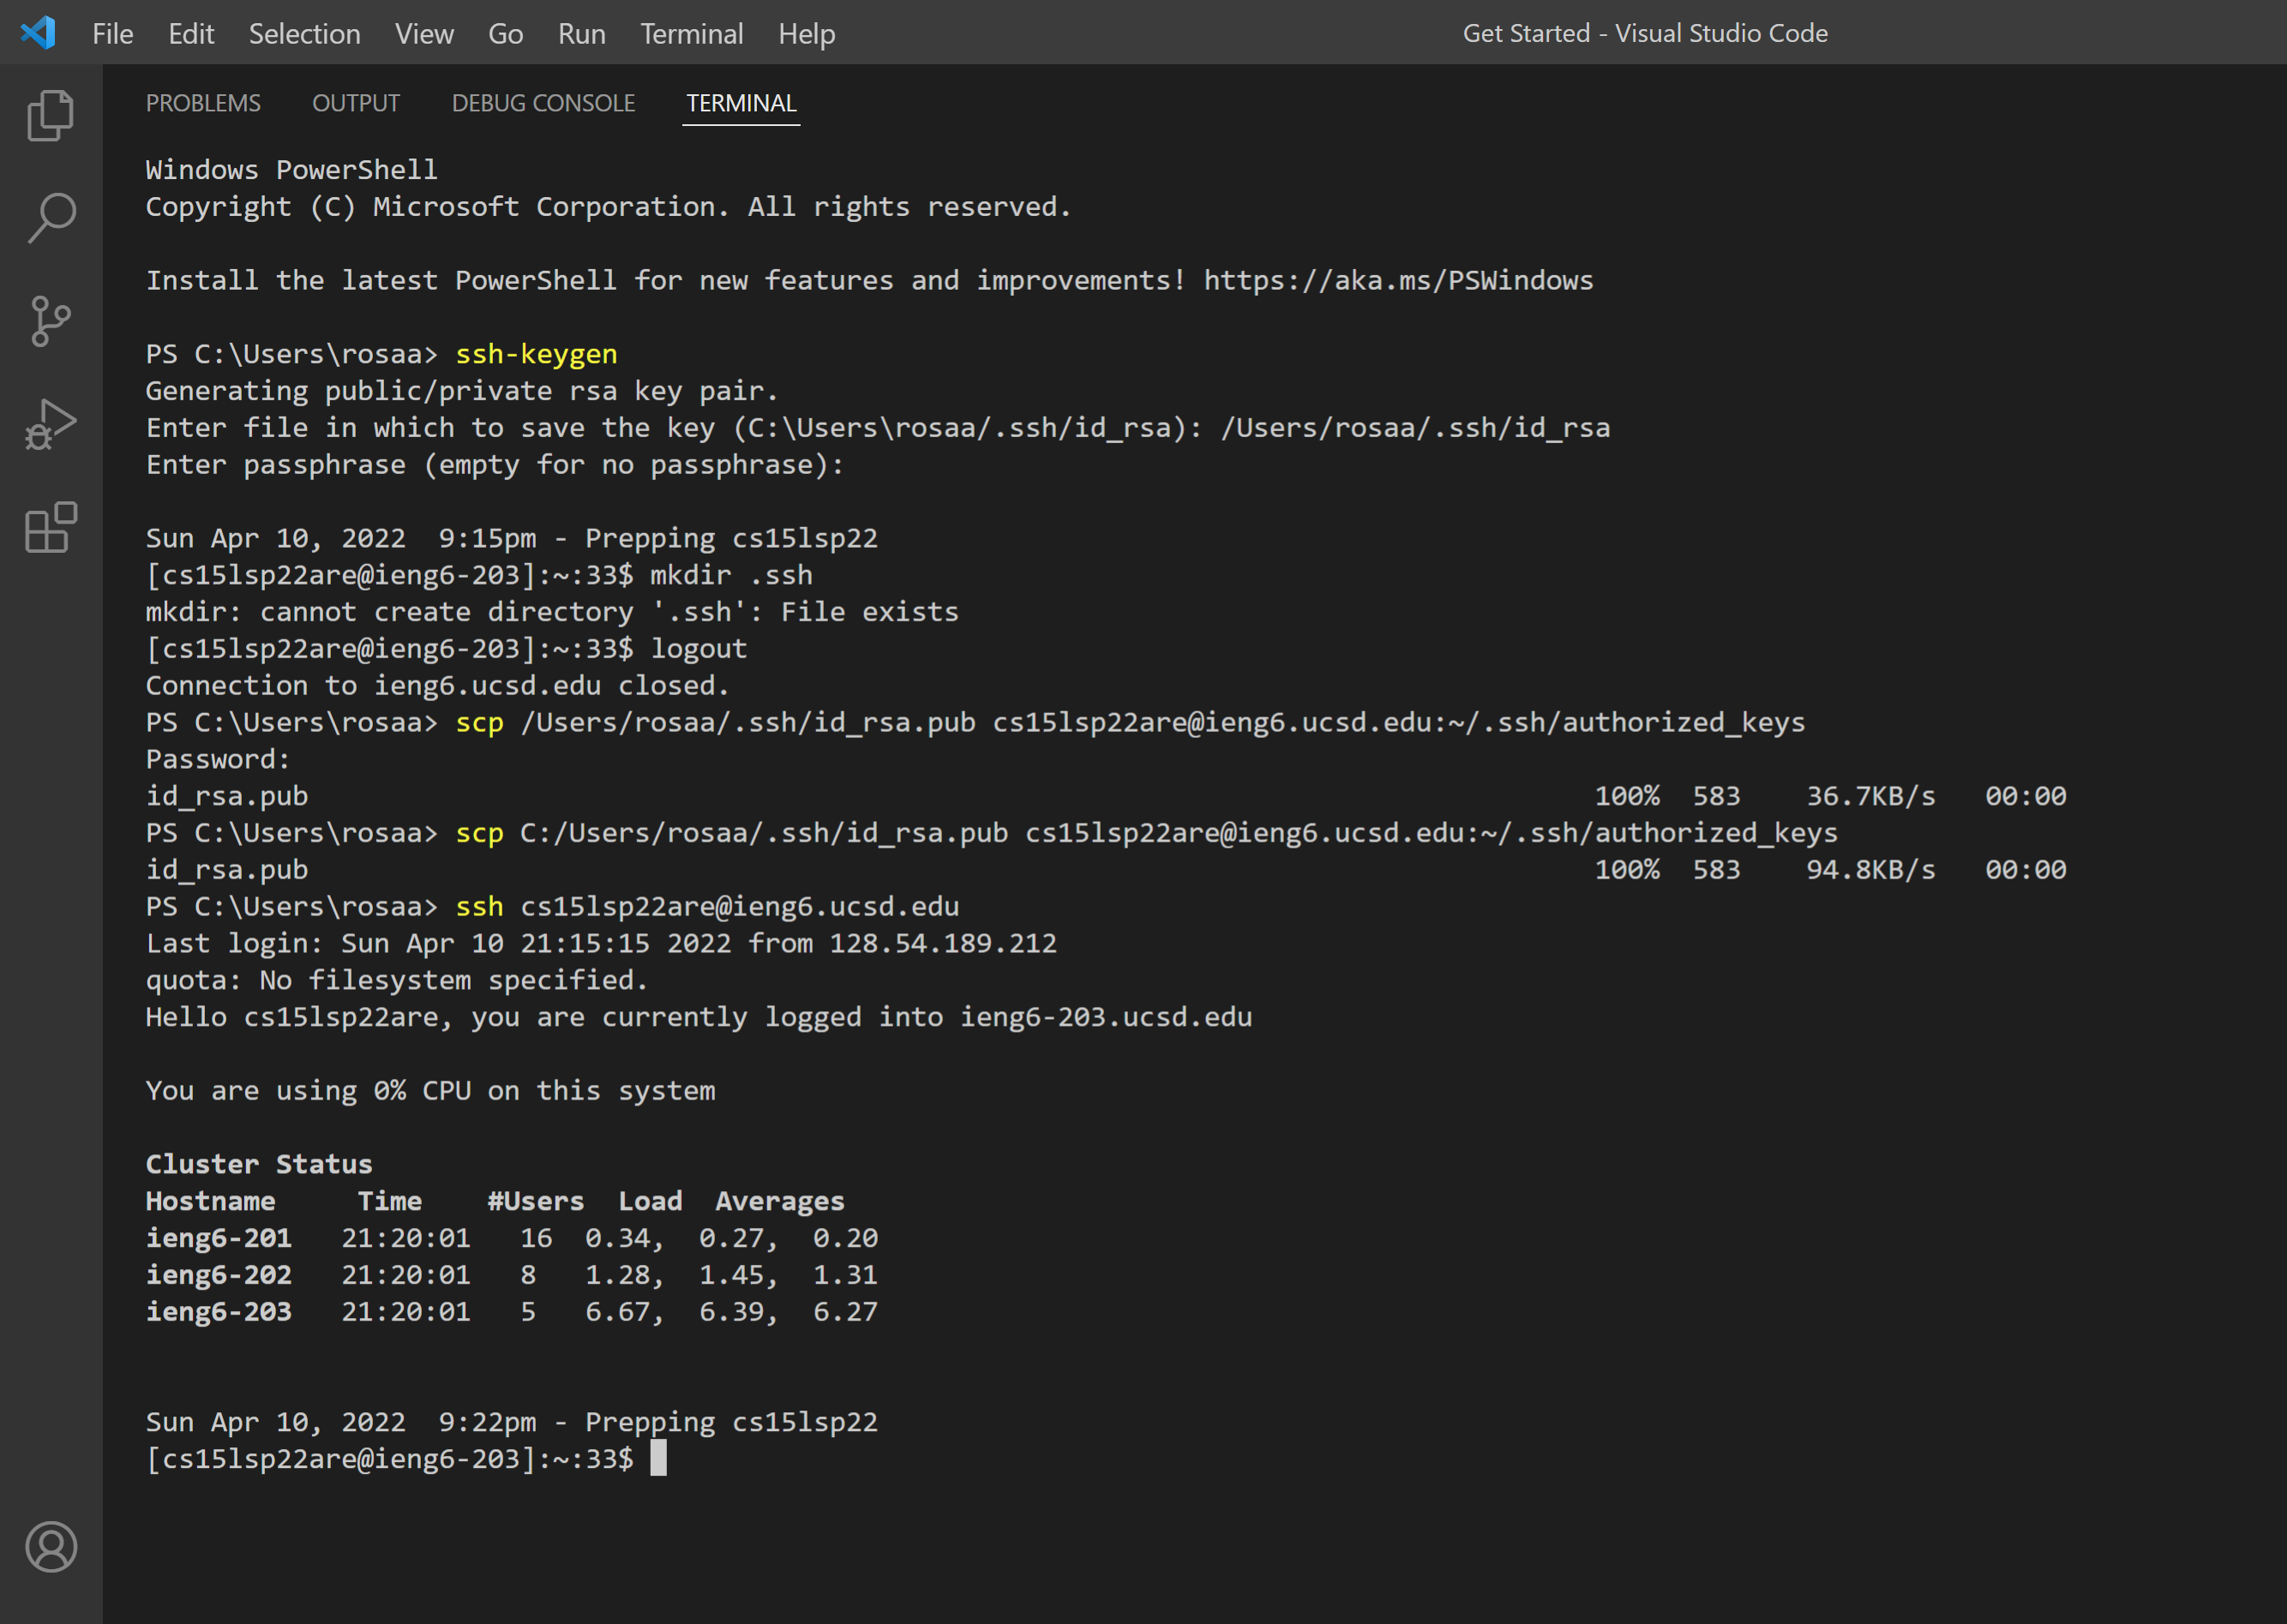 File Edit Selection View Go Run Terminal Help Get Started - Visual Studio Code
PROBLEMS OUTPUT DEBUG CONSOLE TERMINAL
Windows PowerShell
Copyright (C) Microsoft Corporation. All rights reserved.
Install the latest PowerShell for new features and improvements! https://aka.ms/PSWindows
PS C:\Users\rosaa> ssh-keygen
Generating public/private rsa key pair.
Enter file in which to save the key (C:\Users\rosaa/.ssh/id_rsa): /Users/rosaa/.ssh/id_rsa
Enter passphrase (empty for no passphrase):
Sun Apr 10, 2022  9:15pm - Prepping cs15lsp22
[cs15lsp22are@ieng6-203]:~:33$ mkdir .ssh
mkdir: cannot create directory '.ssh': File exists
[cs15lsp22are@ieng6-203]:~:33$ logout
Connection to ieng6.ucsd.edu closed.
PS C:\Users\rosaa> scp /Users/rosaa/.ssh/id_rsa.pub cs15lsp22are@ieng6.ucsd.edu:~/.ssh/authorized_keys
Password:
id_rsa.pub 100% 583 36.7KB/s 00:00
PS C:\Users\rosaa> scp C:/Users/rosaa/.ssh/id_rsa.pub cs15lsp22are@ieng6.ucsd.edu:~/.ssh/authorized_keys
id_rsa.pub 100% 583 94.8KB/s 00:00
PS C:\Users\rosaa> ssh cs15lsp22are@ieng6.ucsd.edu
Last login: Sun Apr 10 21:15:15 2022 from 128.54.189.212
quota: No filesystem specified.
Hello cs15lsp22are, you are currently logged into ieng6-203.ucsd.edu
You are using 0% CPU on this system
Cluster Status
Hostname Time #Users Load Averages
ieng6-201 21:20:01 16 0.34, 0.27, 0.20
ieng6-202 21:20:01 8 1.28, 1.45, 1.31
ieng6-203 21:20:01 5 6.67, 6.39, 6.27
Sun Apr 10, 2022  9:22pm - Prepping cs15lsp22
[cs15lsp22are@ieng6-203]:~:33$